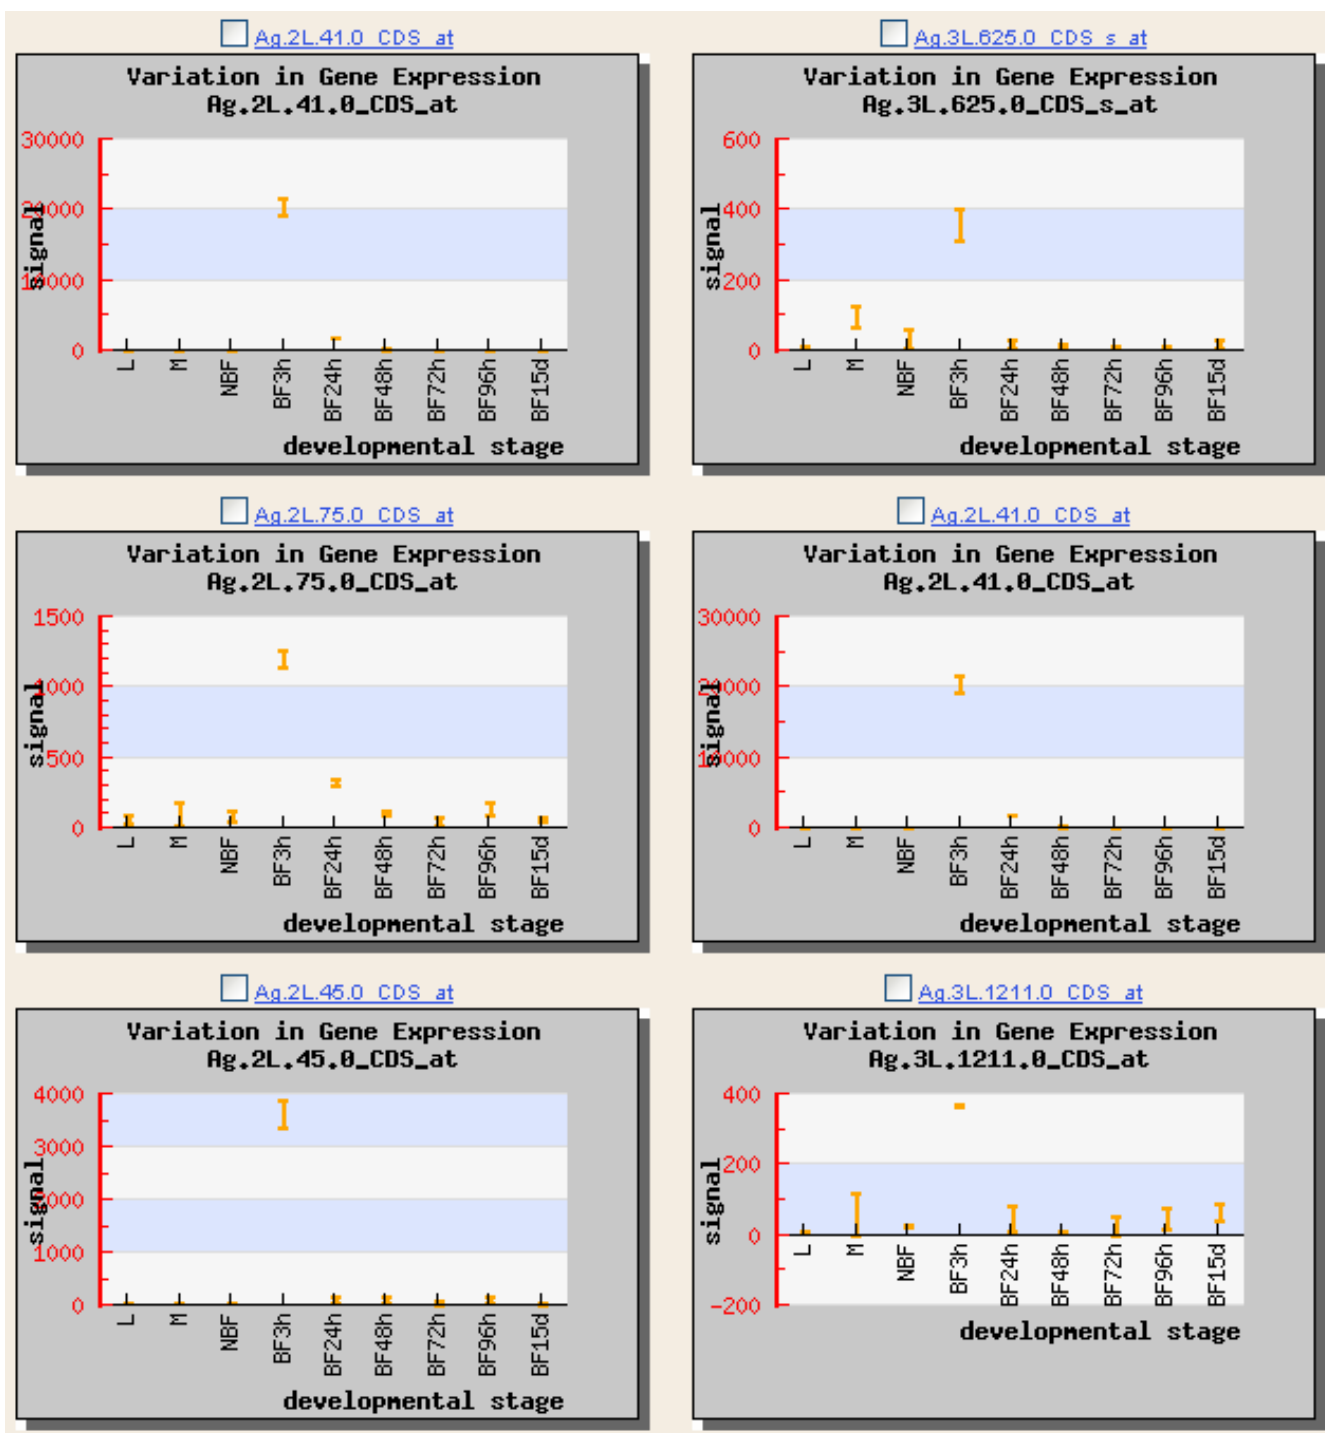 Ag.2L.41.0_CDS_at
Variation in Gene Expression
Ag.2L.41.0_CDS_at
30000
20000
10000
0
signal
L
M
NBF
BF3h
BF24h
BF48h
BF72h
BF96h
BF15d
developmental stage
Ag.3L.625.0_CDS_s_at
Variation in Gene Expression
Ag.3L.625.0_CDS_s_at
600
400
200
0
signal
L
M
NBF
BF3h
BF24h
BF48h
BF72h
BF96h
BF15d
developmental stage
Ag.2L.75.0_CDS_at
Variation in Gene Expression
Ag.2L.75.0_CDS_at
1500
1000
500
0
signal
L
M
NBF
BF3h
BF24h
BF48h
BF72h
BF96h
BF15d
developmental stage
Ag.2L.41.0_CDS_at
Variation in Gene Expression
Ag.2L.41.0_CDS_at
30000
20000
10000
0
signal
L
M
NBF
BF3h
BF24h
BF48h
BF72h
BF96h
BF15d
developmental stage
Ag.2L.45.0_CDS_at
Variation in Gene Expression
Ag.2L.45.0_CDS_at
4000
3000
2000
1000
0
signal
L
M
NBF
BF3h
BF24h
BF48h
BF72h
BF96h
BF15d
developmental stage
Ag.3L.1211.0_CDS_at
Variation in Gene Expression
Ag.3L.1211.0_CDS_at
400
200
0
-200
signal
L
M
NBF
BF3h
BF24h
BF48h
BF72h
BF96h
BF15d
developmental stage